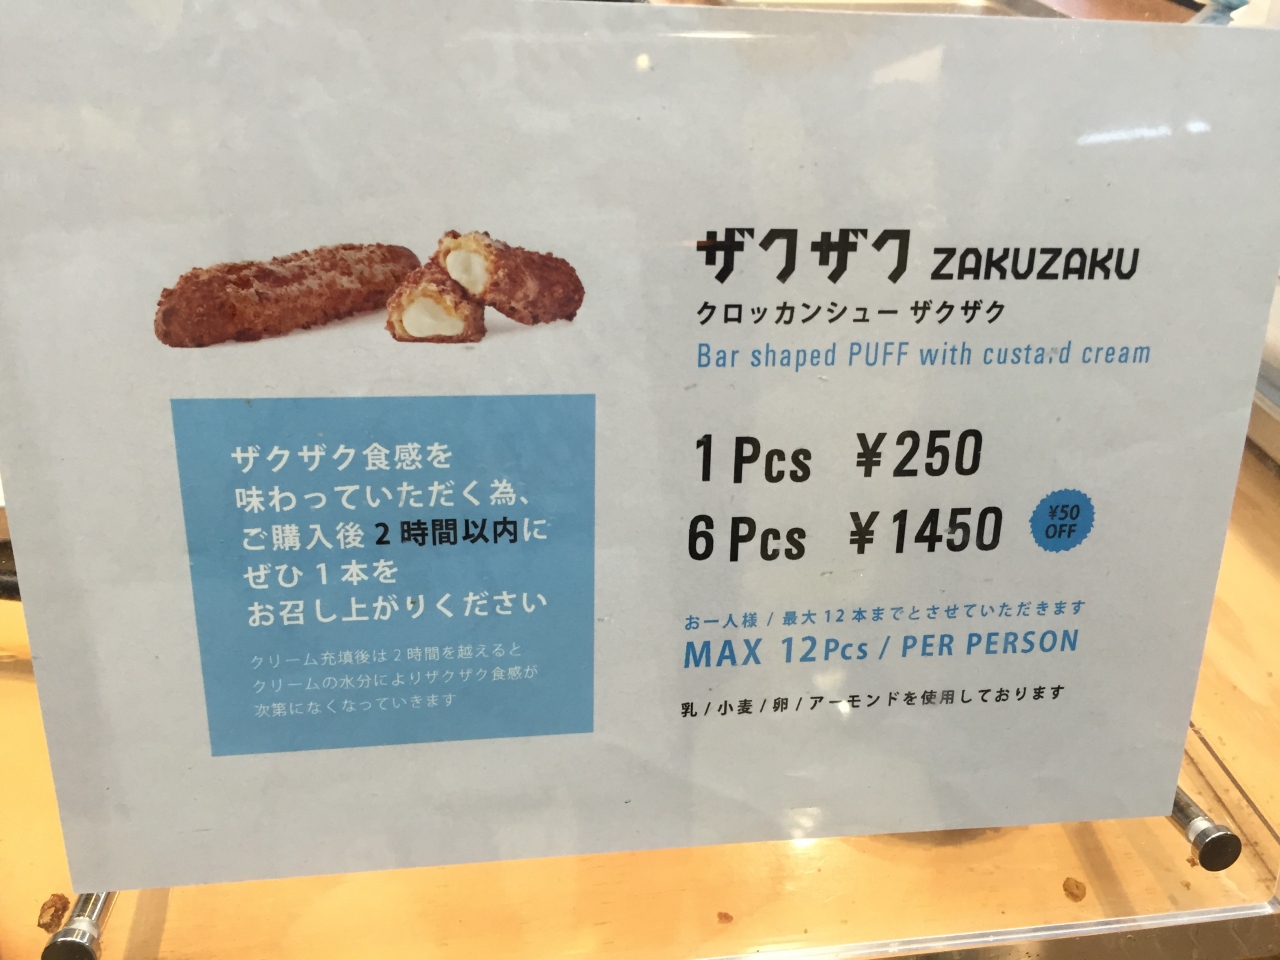 ザクザク ZAKUZAKU
クロッカンシュー ザクザク
Bar shaped PUFF with custard cream
1 Pcs ¥250
6 Pcs ¥1450
¥50
OFF
お一人様 / 最大 12 本までとさせていただきます
MAX 12Pcs / PER PERSON
乳 / 小麦 / 卵 / アーモンドを使用しております
ザクザク食感を
味わっていただく為、
ご購入後 2 時間以内に
ぜひ 1 本を
お召し上がりください
クリーム充填後は 2 時間を越えると
クリームの水分によりザクザク食感が
次第になくなっていきます